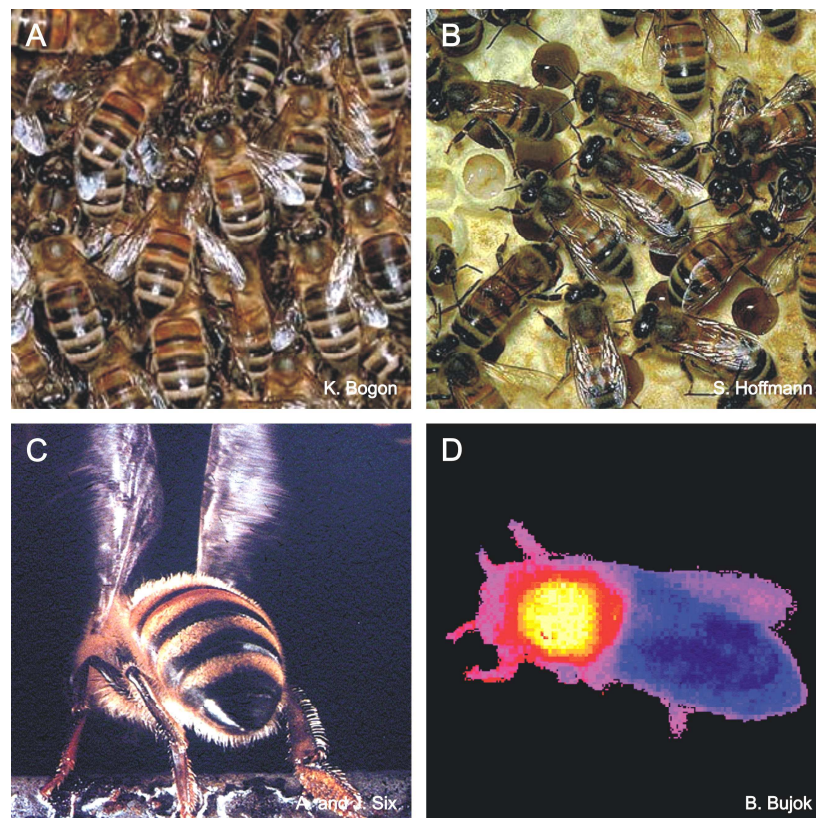 A
K. Bogon
B
S. Hoffmann
C
A. and J. Six
D
B. Bujok